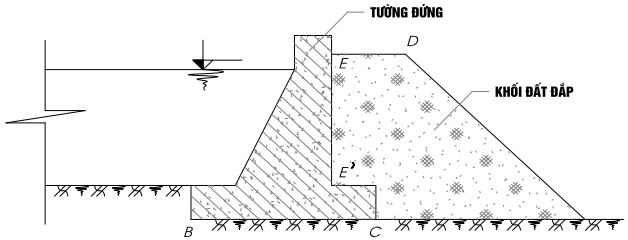 TƯỜNG ĐỨNG
D
E
KHỐI ĐẤT ĐẮP
E'
B
C